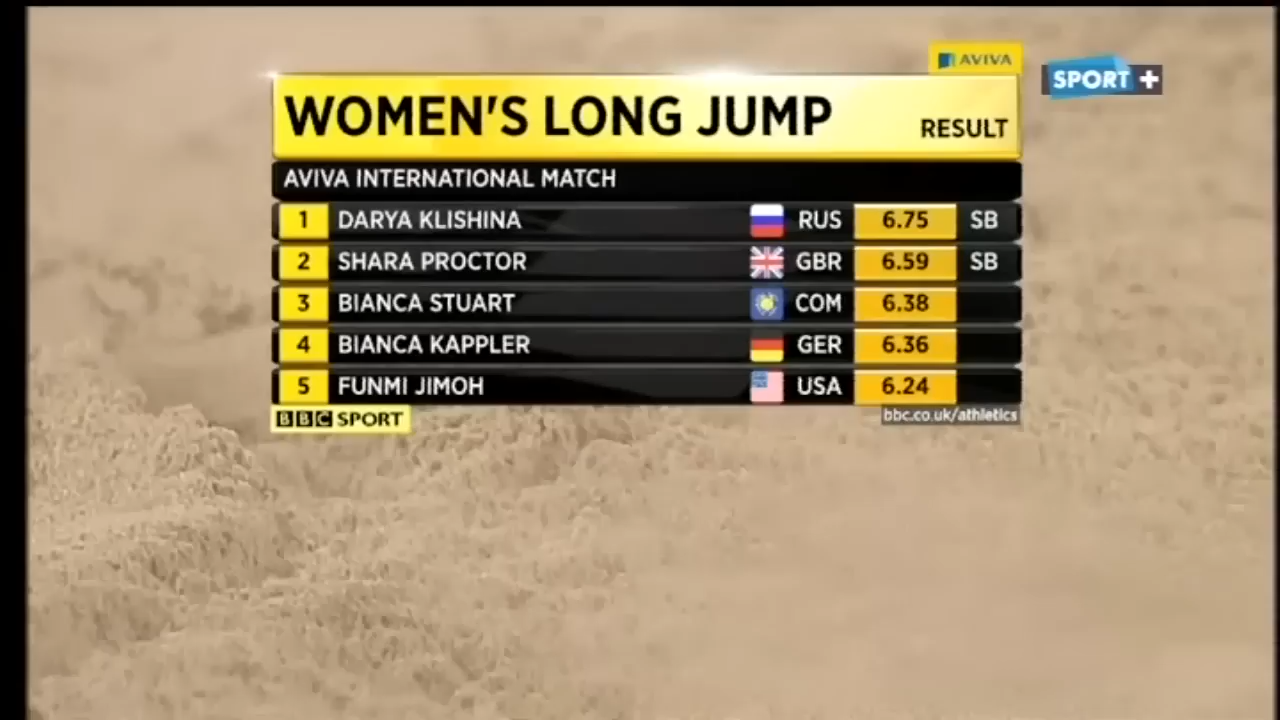 AVIVA
SPORT +
WOMEN'S LONG JUMP
RESULT
AVIVA INTERNATIONAL MATCH
1 DARYA KLISHINA RUS 6.75 SB
2 SHARA PROCTOR GBR 6.59 SB
3 BIANCA STUART COM 6.38
4 BIANCA KAPPLER GER 6.36
5 FUNMI JIMOH USA 6.24
BBC SPORT
bbc.co.uk/athletics